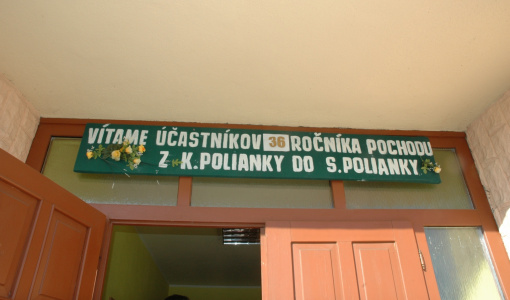 VÍTAME ÚČASTNÍKOV 36 ROČNÍKA POCHODU
Z K.POLIANKY DO S.POLIANKY